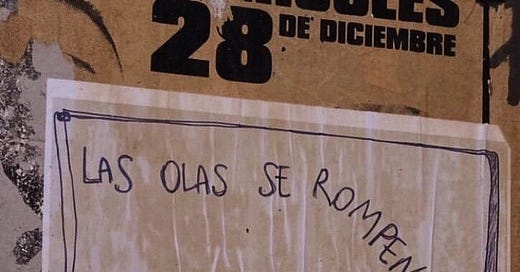 28 DE DICIEMBRE
LAS OLAS SE ROMPEN